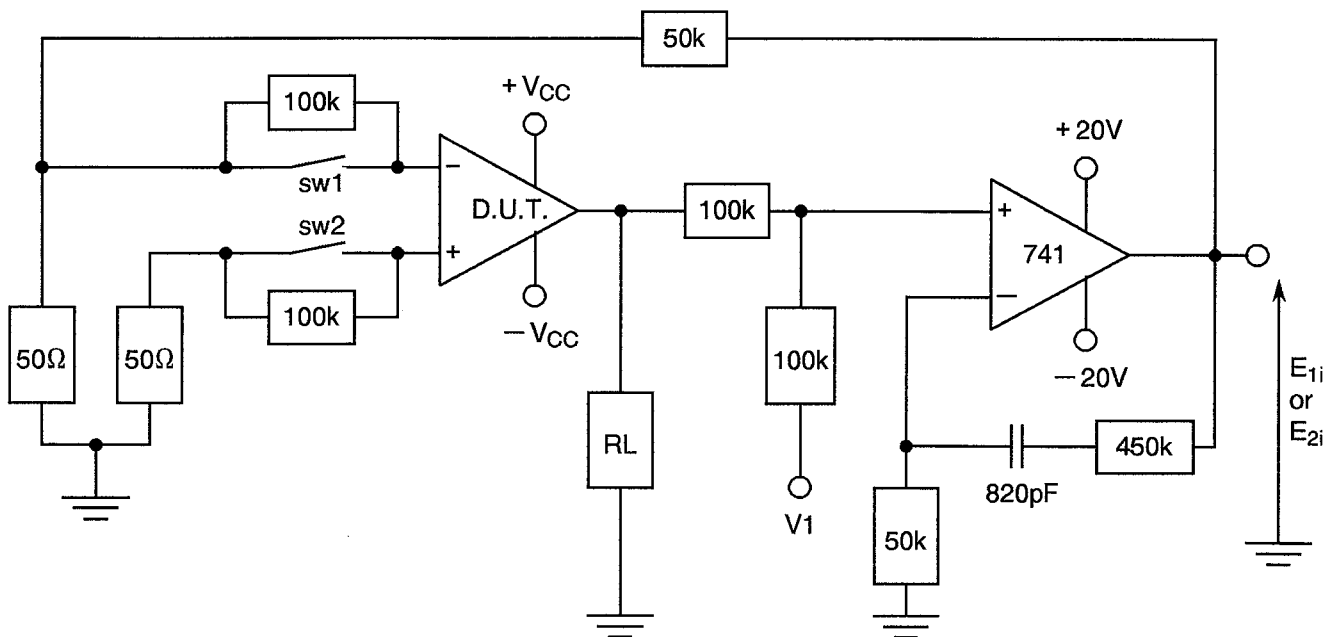 50k
100k
+VCC
+20V
sw1
−
D.U.T.
100k
+
741
sw2
+
−
100k
−VCC
−20V
50Ω
50Ω
100k
E1i
or
E2i
RL
450k
820pF
V1
50k